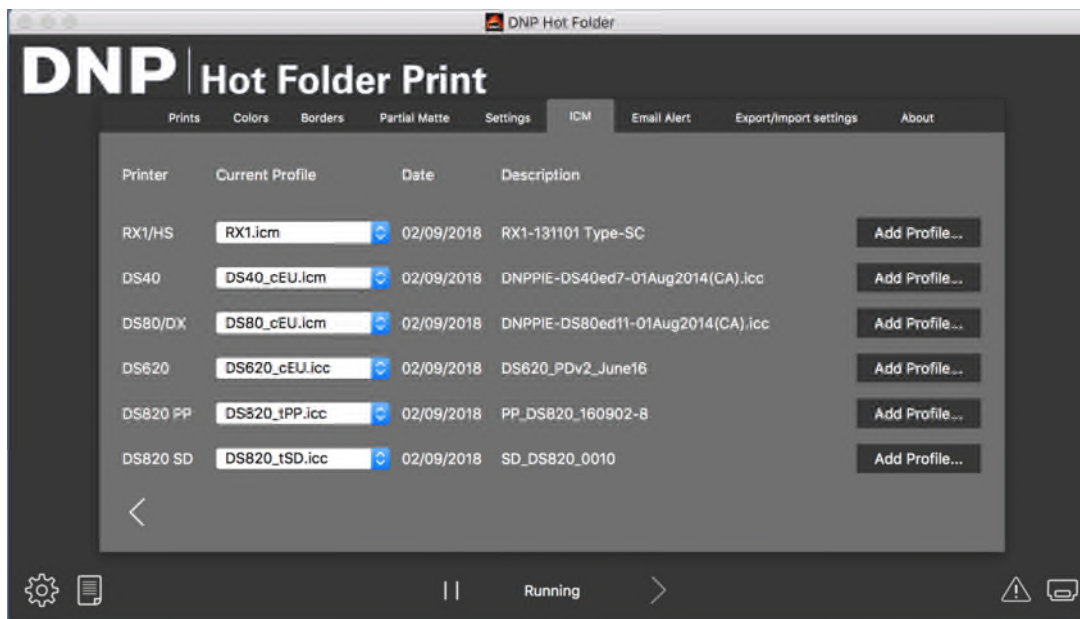 DNP Hot Folder
DNP Hot Folder Print
Prints Colors Borders Partial Matte Settings ICM Email Alert Export/Import settings About
Printer Current Profile Date Description
RX1/HS RX1.icm 02/09/2018 RX1-131101 Type-SC Add Profile...
DS40 DS40_cEU.icm 02/09/2018 DNPPIE-DS40ed7-01Aug2014(CA).icc Add Profile...
DS80/DX DS80_cEU.icm 02/09/2018 DNPPIE-DS80ed11-01Aug2014(CA).icc Add Profile...
DS620 DS620_cEU.icc 02/09/2018 DS620_PDv2_June16 Add Profile...
DS820 PP DS820_tPP.icc 02/09/2018 PP_DS820_160902-8 Add Profile...
DS820 SD DS820_tSD.icc 02/09/2018 SD_DS820_0010 Add Profile...
Running